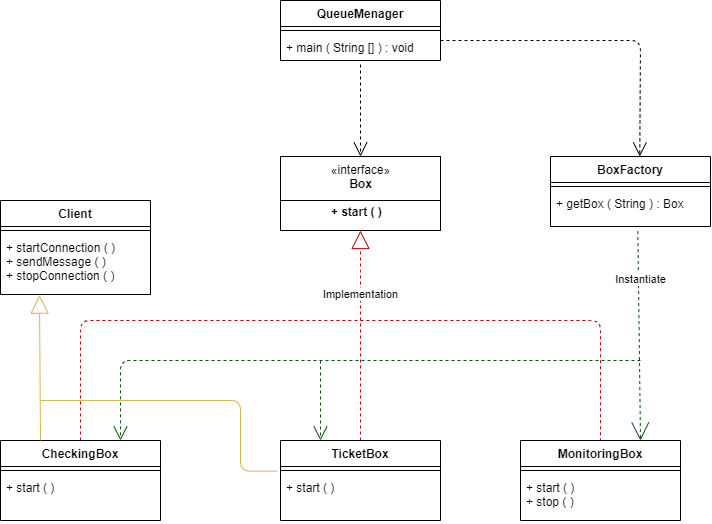 QueueMenager
+ main ( String [] ) : void
«interface»
Box
+ start ( )
BoxFactory
+ getBox ( String ) : Box
Client
+ startConnection ( )
+ sendMessage ( )
+ stopConnection ( )
Implementation
Instantiate
CheckingBox
+ start ( )
TicketBox
+ start ( )
MonitoringBox
+ start ( )
+ stop ( )